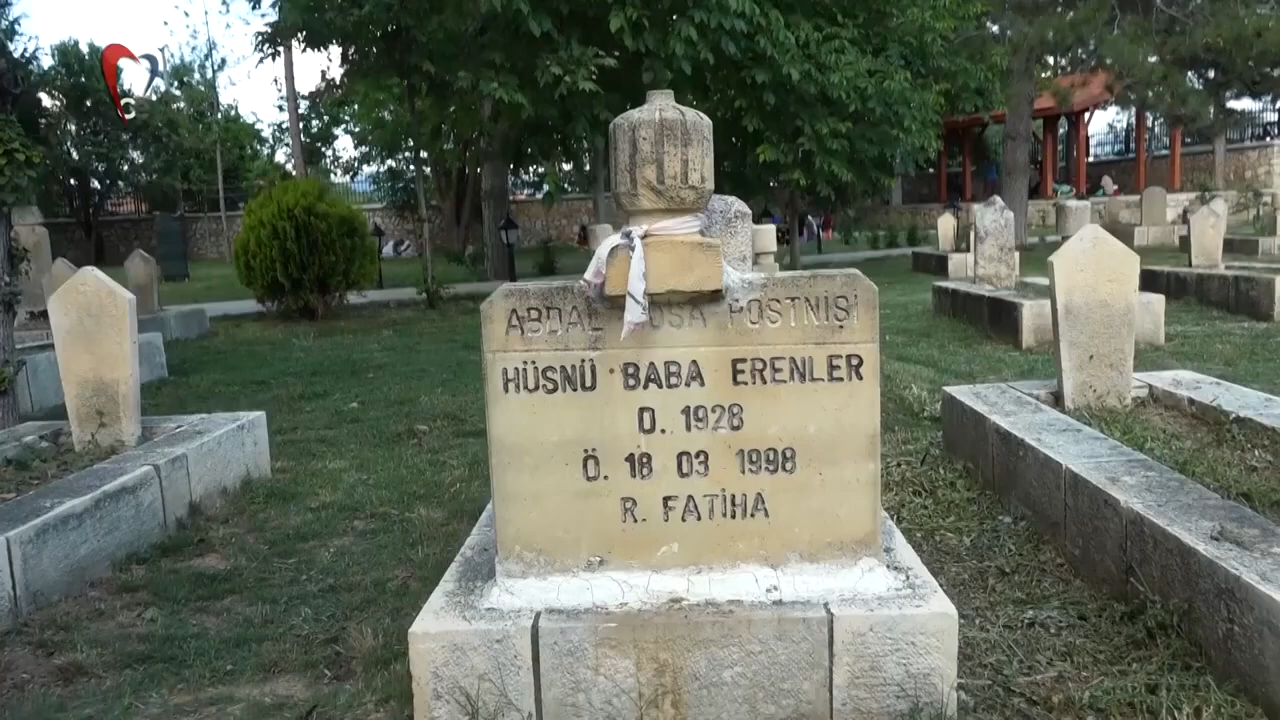 ABDAL MUSA POSTNİŞİ
HÜSNÜ BABA ERENLER
D. 1928
Ö. 18 03 1998
R. FATİHA